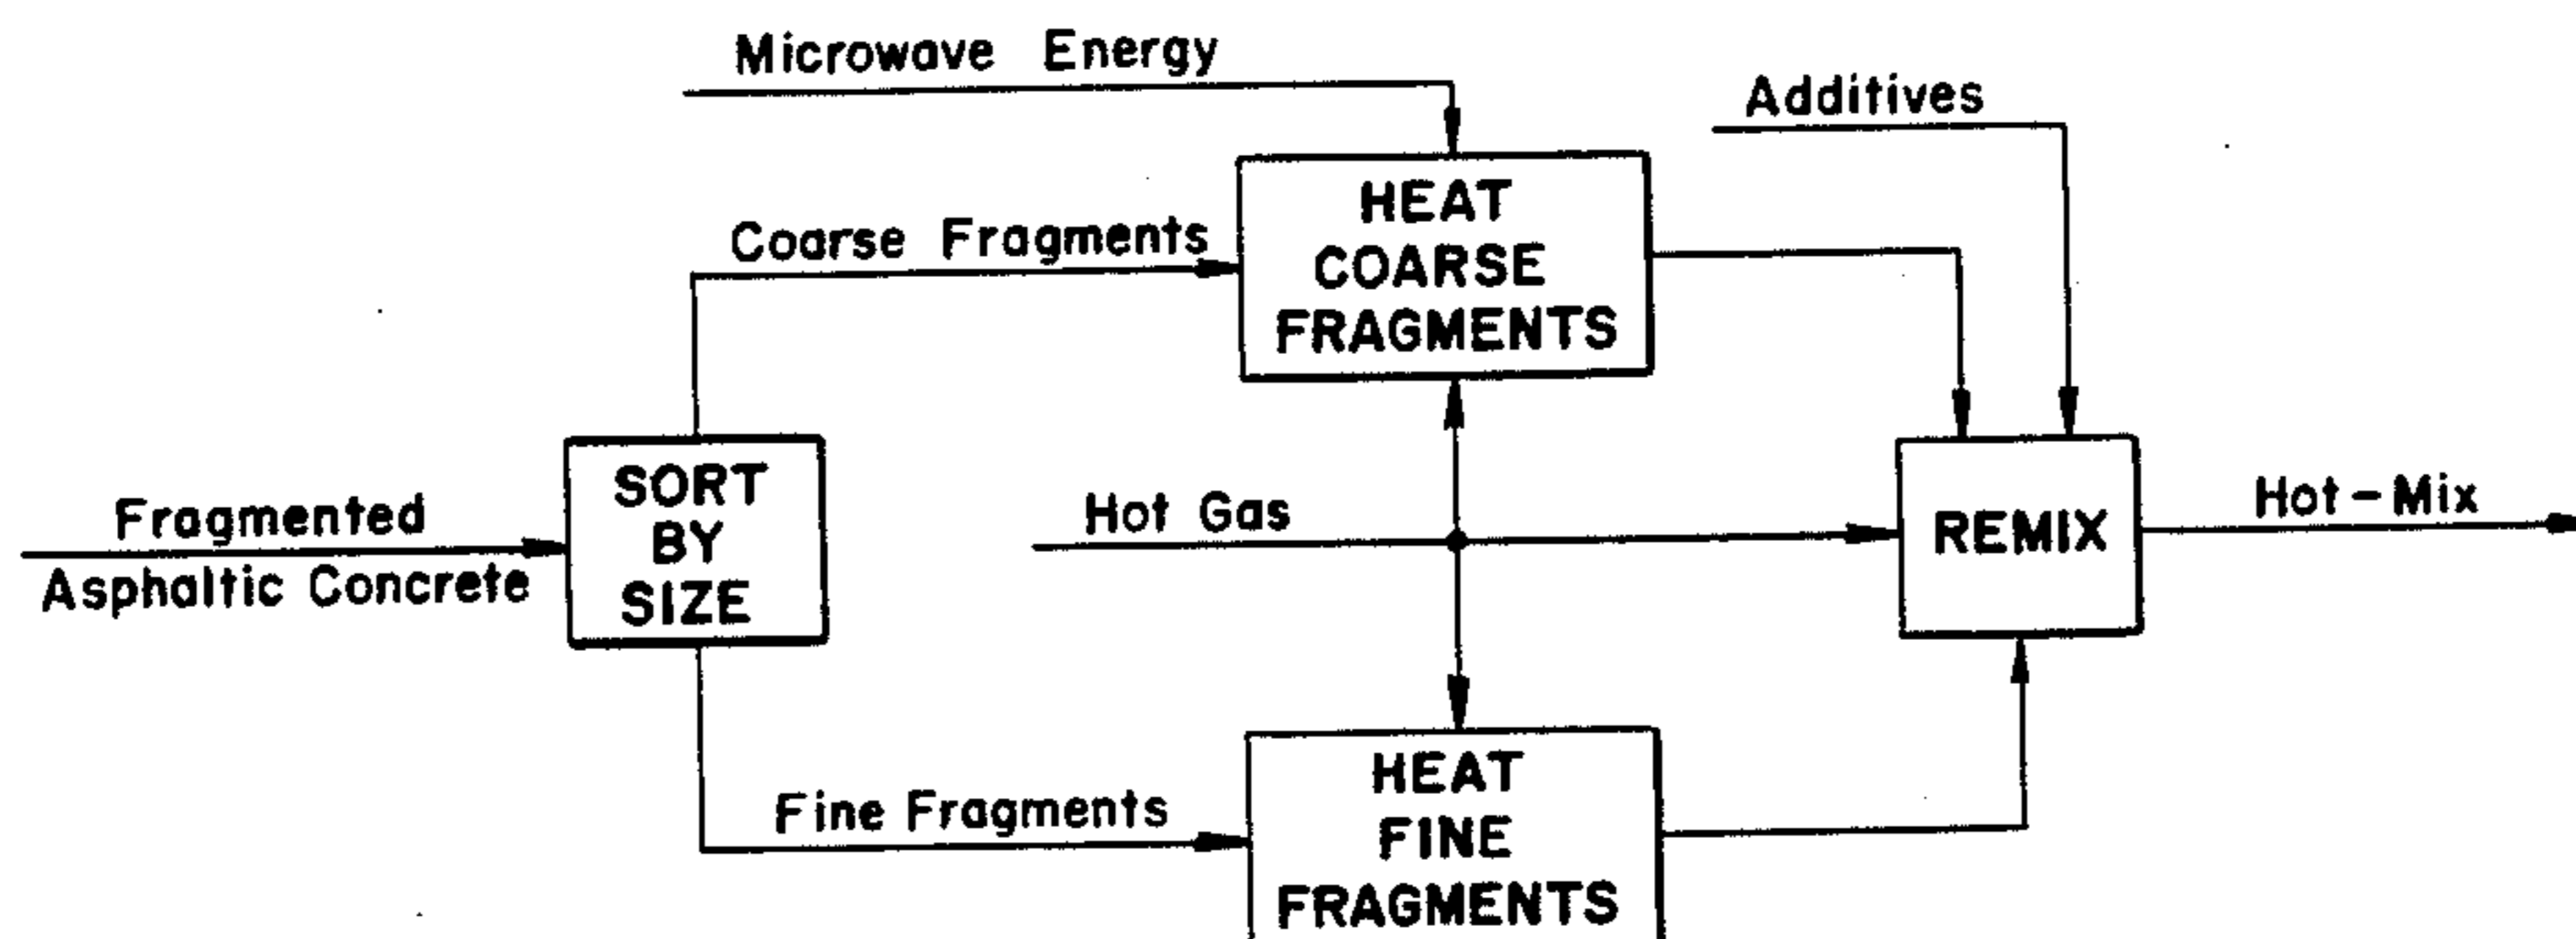 Microwave Energy
Additives
HEAT
COARSE
FRAGMENTS
Coarse Fragments
SORT
BY
SIZE
Fragmented
Asphaltic Concrete
Hot Gas
REMIX
Hot-Mix
HEAT
FINE
FRAGMENTS
Fine Fragments